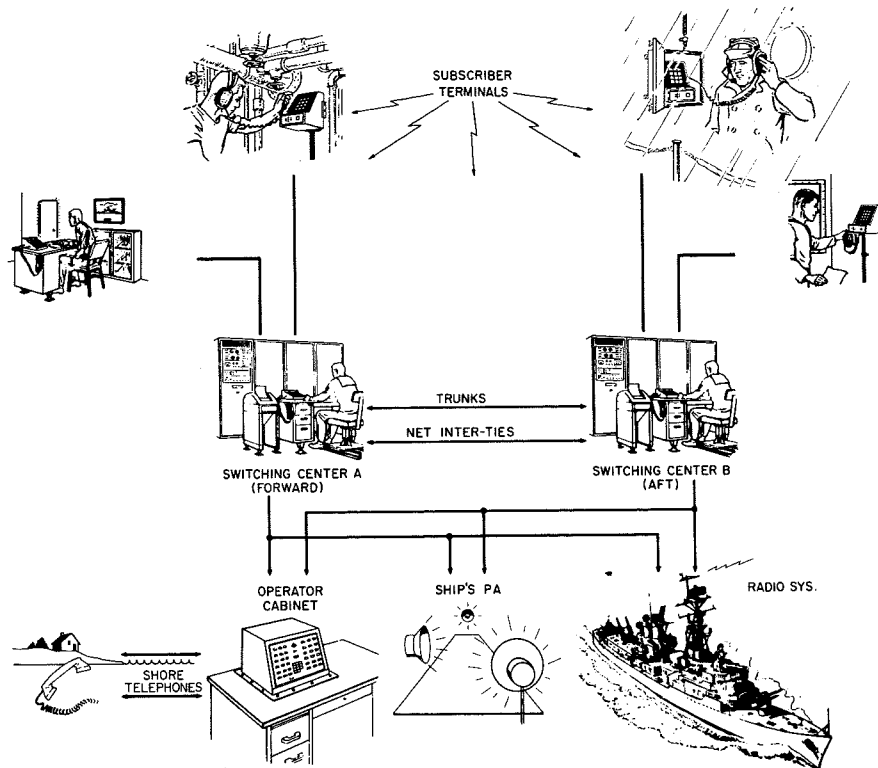 SUBSCRIBER
TERMINALS
TRUNKS
NET INTER-TIES
SWITCHING CENTER A
(FORWARD)
SWITCHING CENTER B
(AFT)
OPERATOR
CABINET
SHIP'S PA
RADIO SYS.
SHORE
TELEPHONES